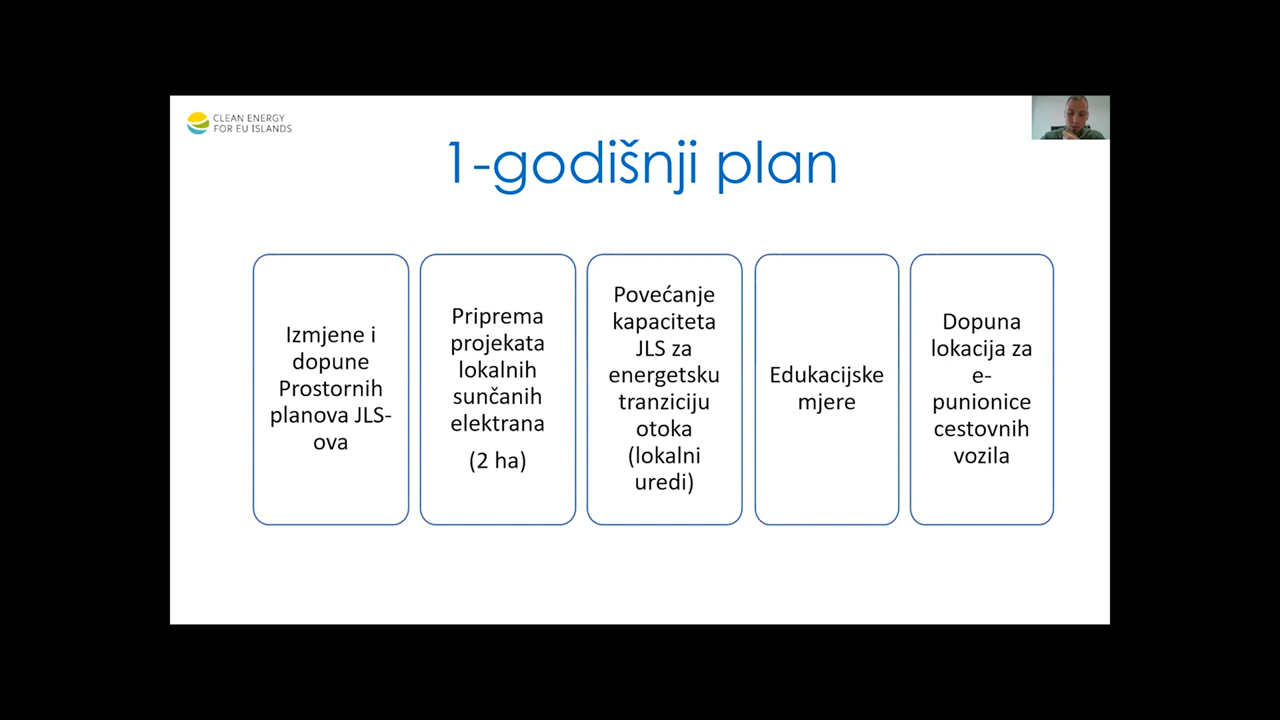 CLEAN ENERGY
FOR EU ISLANDS
1-godišnji plan
Izmjene i
dopune
Prostornih
planova JLS-
ova
Priprema
projekata
lokalnih
sunčanih
elektrana
(2 ha)
Povećanje
kapaciteta
JLS za
energetsku
tranziciju
otoka
(lokalni
uredi)
Edukacijske
mjere
Dopuna
lokacija za
e-
punionice
cestovnih
vozila